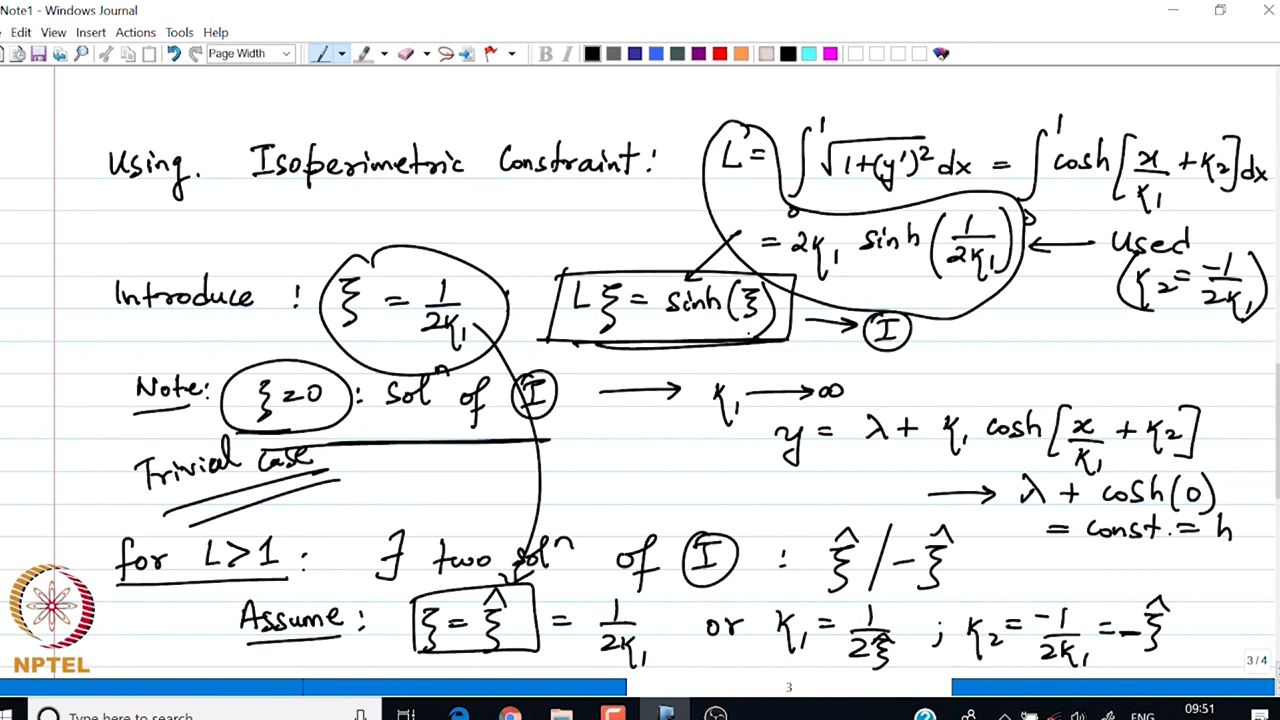 Note1 - Windows Journal
Edit View Insert Actions Tools Help
Page Width
B I
Using. Isoperimetric Constraint: L = ∫₀¹ √(1+(y')²) dx = ∫₀¹ cosh[x/K₁ + K₂] dx
= 2K₁ sinh(1/2K₁) ← Used (K₂ = -1/2K₁)
Introduce : ξ = 1/2K₁ Lξ = sinh(ξ) → I
Note: ξ=0 : solⁿ of I → K₁ → ∞
y = λ + K₁ cosh[x/K₁ + K₂]
Trivial case
→ λ + cosh(0)
= const. = h
for L>1 : ∃ two solⁿ of I : ξ̂ / -ξ̂
Assume : ξ = ξ̂ = 1/2K₁ or K₁ = 1/2ξ̂ ; K₂ = -1/2K₁ = -ξ̂
NPTEL
3/4
3
Type here to search
ENG
09:51